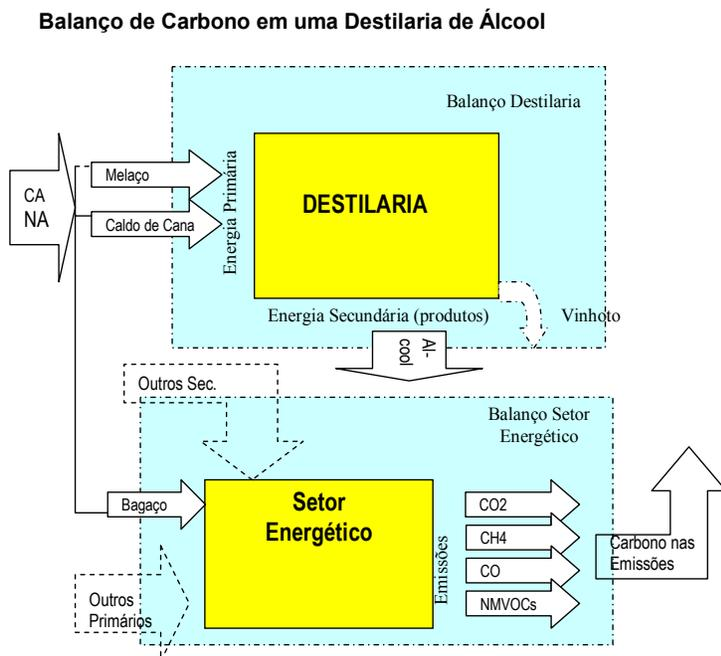 Balanço de Carbono em uma Destilaria de Álcool
Balanço Destilaria
CA
NA
Melaço
Caldo de Cana
Energia Primária
DESTILARIA
Energia Secundária (produtos)
Vinhoto
Al-
cool
Outros Sec.
Balanço Setor
Energético
Bagaço
Setor
Energético
Emissões
CO2
CH4
CO
NMVOCs
Carbono nas
Emissões
Outros
Primários